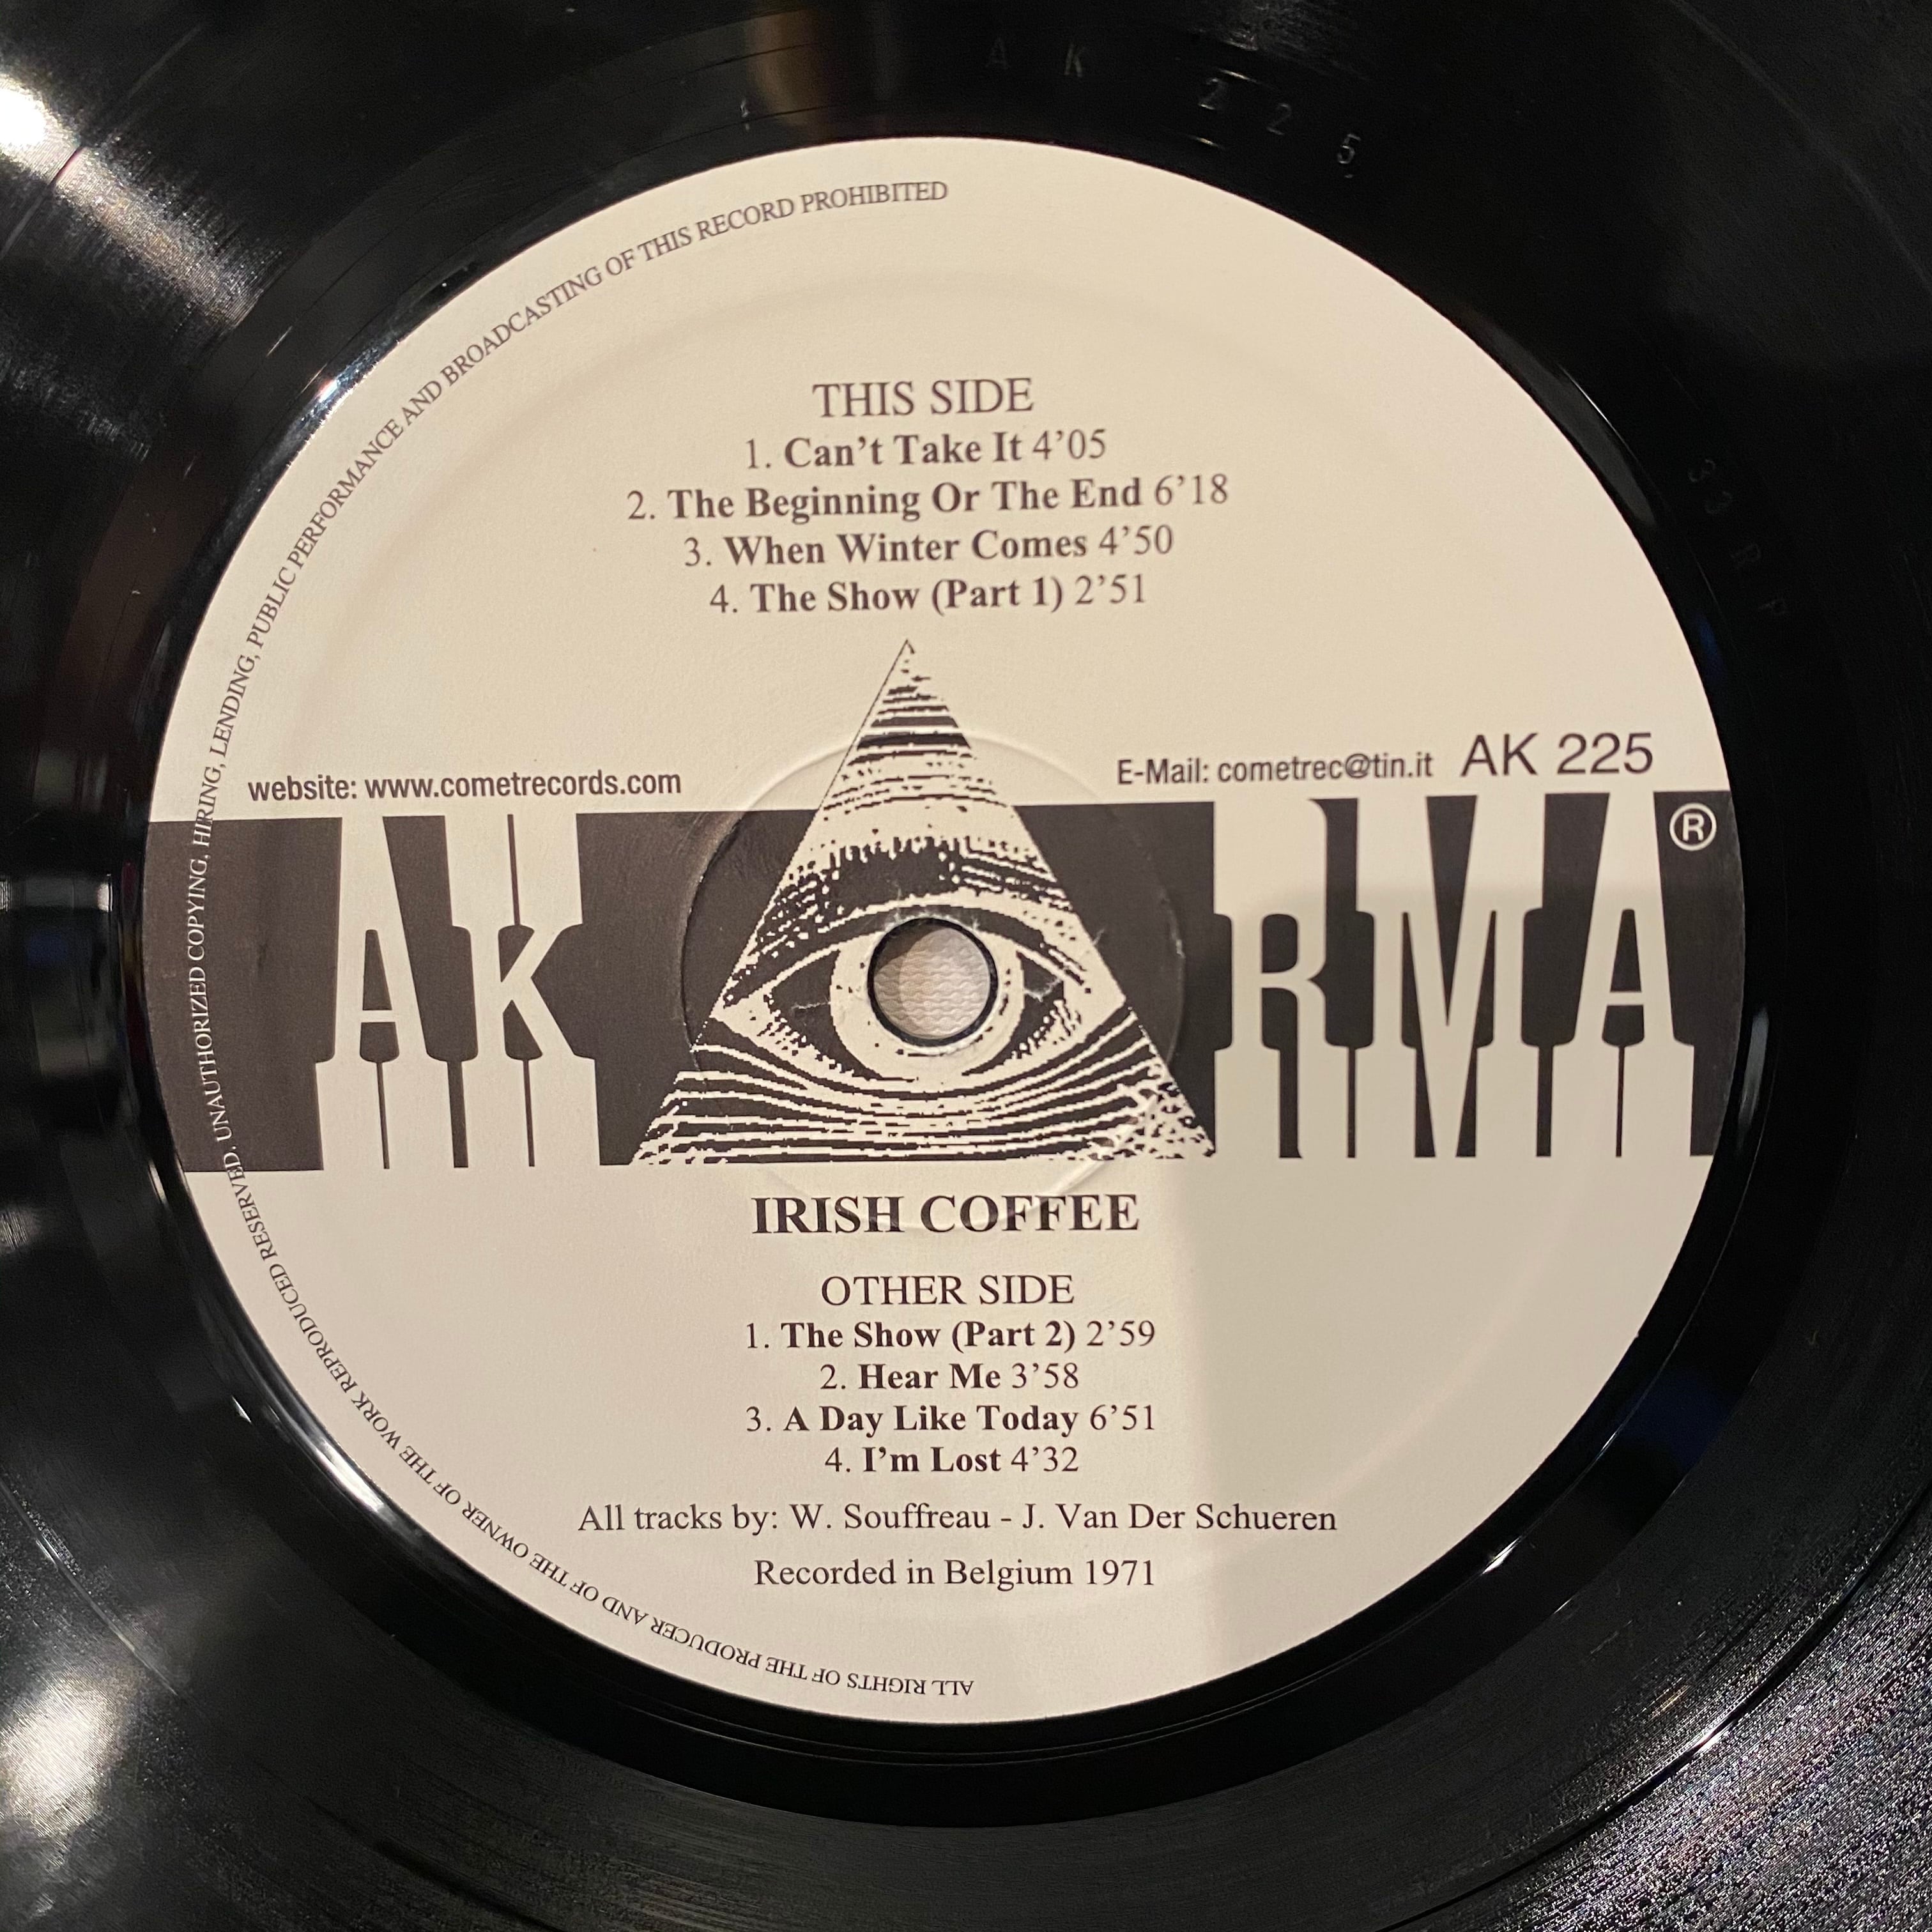 A K 2 2 5
ALL RIGHTS OF THE PRODUCER AND OF THE OWNER OF THE WORK REPRODUCED RESERVED. UNAUTHORIZED COPYING, HIRING, LENDING, PUBLIC PERFORMANCE AND BROADCASTING OF THIS RECORD PROHIBITED
THIS SIDE
1. Can't Take It 4'05
2. The Beginning Or The End 6'18
3. When Winter Comes 4'50
4. The Show (Part 1) 2'51
website: www.cometrecords.com
E-Mail: cometrec@tin.it AK 225
AKARMA ®
IRISH COFFEE
OTHER SIDE
1. The Show (Part 2) 2'59
2. Hear Me 3'58
3. A Day Like Today 6'51
4. I'm Lost 4'32
All tracks by: W. Souffreau - J. Van Der Schueren
Recorded in Belgium 1971